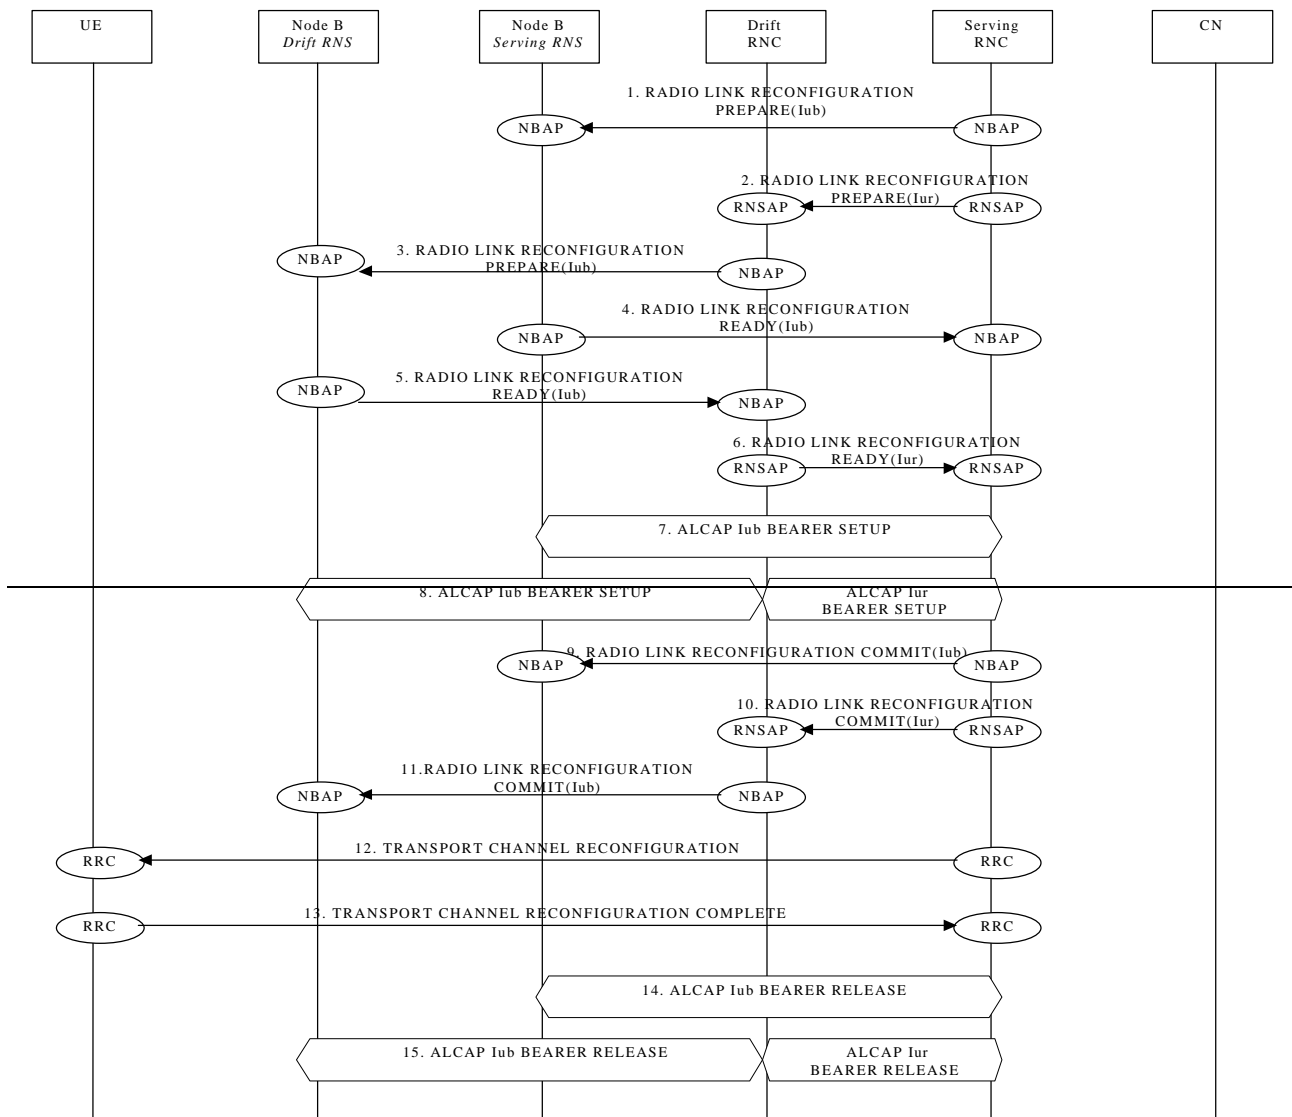 UE
Node B
Drift RNS
Node B
Serving RNS
Drift
RNC
Serving
RNC
CN
1. RADIO LINK RECONFIGURATION
PREPARE(Iub)
NBAP
NBAP
2. RADIO LINK RECONFIGURATION
PREPARE(Iur)
RNSAP
RNSAP
3. RADIO LINK RECONFIGURATION
PREPARE(Iub)
NBAP
NBAP
4. RADIO LINK RECONFIGURATION
READY(Iub)
NBAP
NBAP
5. RADIO LINK RECONFIGURATION
READY(Iub)
NBAP
NBAP
6. RADIO LINK RECONFIGURATION
READY(Iur)
RNSAP
RNSAP
7. ALCAP Iub BEARER SETUP
8. ALCAP Iub BEARER SETUP
ALCAP Iur
BEARER SETUP
9. RADIO LINK RECONFIGURATION COMMIT(Iub)
NBAP
NBAP
10. RADIO LINK RECONFIGURATION
COMMIT(Iur)
RNSAP
RNSAP
11.RADIO LINK RECONFIGURATION
COMMIT(Iub)
NBAP
NBAP
12. TRANSPORT CHANNEL RECONFIGURATION
RRC
RRC
13. TRANSPORT CHANNEL RECONFIGURATION COMPLETE
RRC
RRC
14. ALCAP Iub BEARER RELEASE
15. ALCAP Iub BEARER RELEASE
ALCAP Iur
BEARER RELEASE